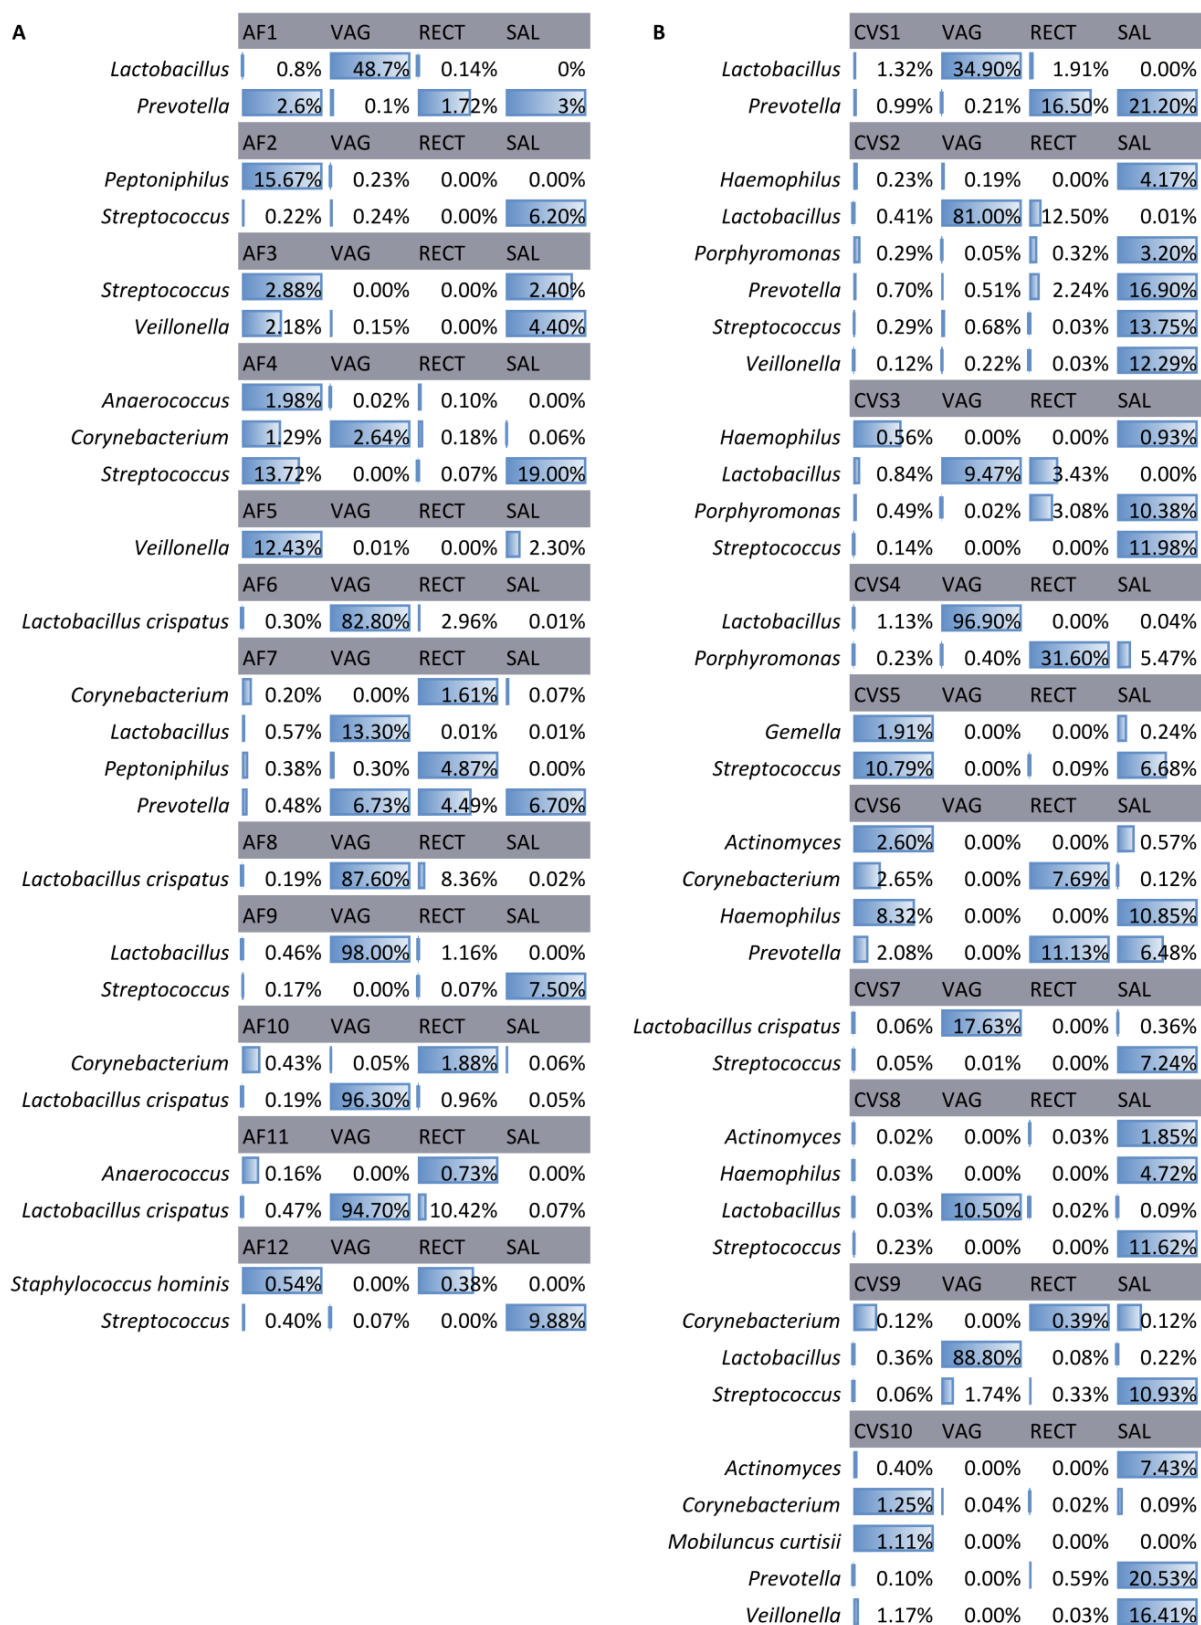 A
AF1 VAG RECT SAL
Lactobacillus 0.8% 48.7% 0.14% 0%
Prevotella 2.6% 0.1% 1.72% 3%
AF2 VAG RECT SAL
Peptoniphilus 15.67% 0.23% 0.00% 0.00%
Streptococcus 0.22% 0.24% 0.00% 6.20%
AF3 VAG RECT SAL
Streptococcus 2.88% 0.00% 0.00% 2.40%
Veillonella 2.18% 0.15% 0.00% 4.40%
AF4 VAG RECT SAL
Anaerococcus 1.98% 0.02% 0.10% 0.00%
Corynebacterium 1.29% 2.64% 0.18% 0.06%
Streptococcus 13.72% 0.00% 0.07% 19.00%
AF5 VAG RECT SAL
Veillonella 12.43% 0.01% 0.00% 2.30%
AF6 VAG RECT SAL
Lactobacillus crispatus 0.30% 82.80% 2.96% 0.01%
AF7 VAG RECT SAL
Corynebacterium 0.20% 0.00% 1.61% 0.07%
Lactobacillus 0.57% 13.30% 0.01% 0.01%
Peptoniphilus 0.38% 0.30% 4.87% 0.00%
Prevotella 0.48% 6.73% 4.49% 6.70%
AF8 VAG RECT SAL
Lactobacillus crispatus 0.19% 87.60% 8.36% 0.02%
AF9 VAG RECT SAL
Lactobacillus 0.46% 98.00% 1.16% 0.00%
Streptococcus 0.17% 0.00% 0.07% 7.50%
AF10 VAG RECT SAL
Corynebacterium 0.43% 0.05% 1.88% 0.06%
Lactobacillus crispatus 0.19% 96.30% 0.96% 0.05%
AF11 VAG RECT SAL
Anaerococcus 0.16% 0.00% 0.73% 0.00%
Lactobacillus crispatus 0.47% 94.70% 10.42% 0.07%
AF12 VAG RECT SAL
Staphylococcus hominis 0.54% 0.00% 0.38% 0.00%
Streptococcus 0.40% 0.07% 0.00% 9.88%
B
CVS1 VAG RECT SAL
Lactobacillus 1.32% 34.90% 1.91% 0.00%
Prevotella 0.99% 0.21% 16.50% 21.20%
CVS2 VAG RECT SAL
Haemophilus 0.23% 0.19% 0.00% 4.17%
Lactobacillus 0.41% 81.00% 12.50% 0.01%
Porphyromonas 0.29% 0.05% 0.32% 3.20%
Prevotella 0.70% 0.51% 2.24% 16.90%
Streptococcus 0.29% 0.68% 0.03% 13.75%
Veillonella 0.12% 0.22% 0.03% 12.29%
CVS3 VAG RECT SAL
Haemophilus 0.56% 0.00% 0.00% 0.93%
Lactobacillus 0.84% 9.47% 3.43% 0.00%
Porphyromonas 0.49% 0.02% 3.08% 10.38%
Streptococcus 0.14% 0.00% 0.00% 11.98%
CVS4 VAG RECT SAL
Lactobacillus 1.13% 96.90% 0.00% 0.04%
Porphyromonas 0.23% 0.40% 31.60% 5.47%
CVS5 VAG RECT SAL
Gemella 1.91% 0.00% 0.00% 0.24%
Streptococcus 10.79% 0.00% 0.09% 6.68%
CVS6 VAG RECT SAL
Actinomyces 2.60% 0.00% 0.00% 0.57%
Corynebacterium 2.65% 0.00% 7.69% 0.12%
Haemophilus 8.32% 0.00% 0.00% 10.85%
Prevotella 2.08% 0.00% 11.13% 6.48%
CVS7 VAG RECT SAL
Lactobacillus crispatus 0.06% 17.63% 0.00% 0.36%
Streptococcus 0.05% 0.01% 0.00% 7.24%
CVS8 VAG RECT SAL
Actinomyces 0.02% 0.00% 0.03% 1.85%
Haemophilus 0.03% 0.00% 0.00% 4.72%
Lactobacillus 0.03% 10.50% 0.02% 0.09%
Streptococcus 0.23% 0.00% 0.00% 11.62%
CVS9 VAG RECT SAL
Corynebacterium 0.12% 0.00% 0.39% 0.12%
Lactobacillus 0.36% 88.80% 0.08% 0.22%
Streptococcus 0.06% 1.74% 0.33% 10.93%
CVS10 VAG RECT SAL
Actinomyces 0.40% 0.00% 0.00% 7.43%
Corynebacterium 1.25% 0.04% 0.02% 0.09%
Mobiluncus curtisii 1.11% 0.00% 0.00% 0.00%
Prevotella 0.10% 0.00% 0.59% 20.53%
Veillonella 1.17% 0.00% 0.03% 16.41%